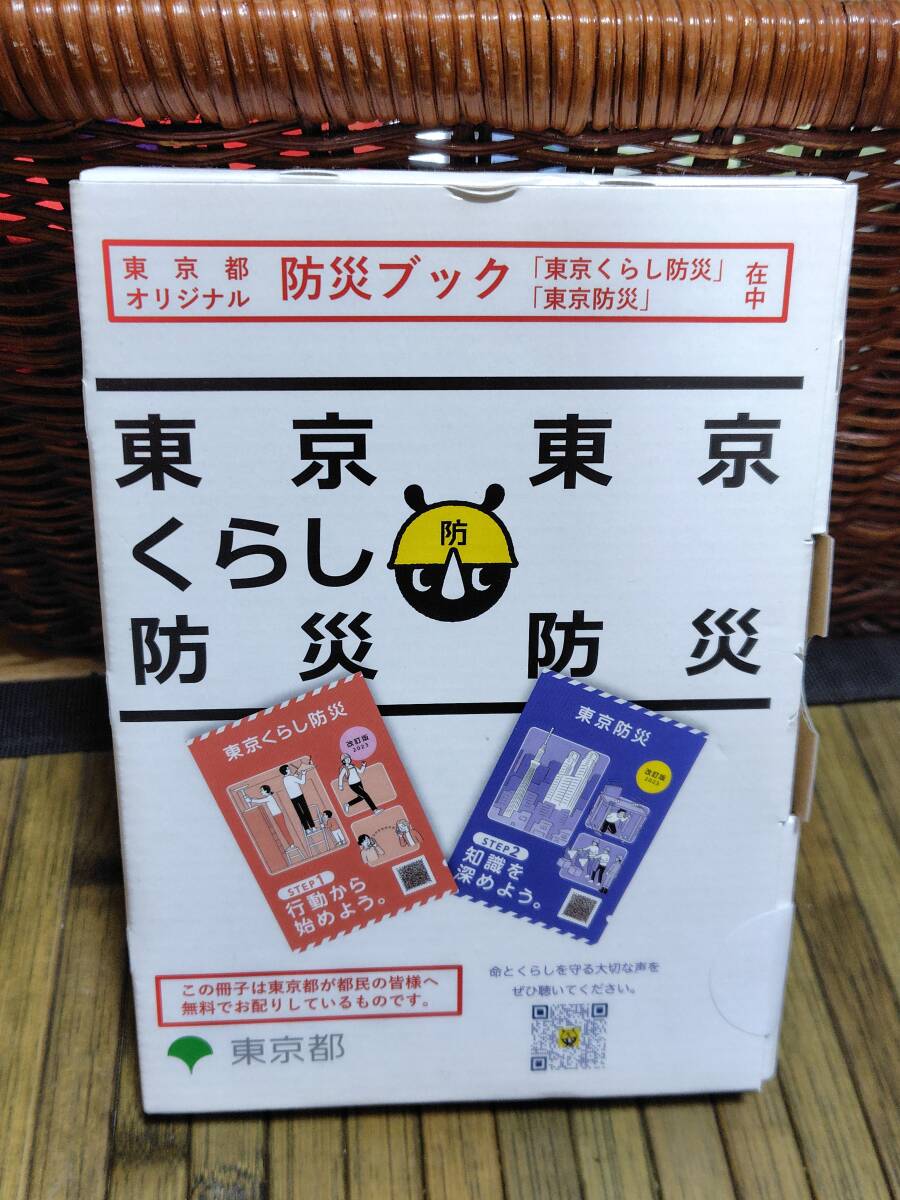 東京都
オリジナル
防災ブック
「東京くらし防災」
「東京防災」
在中
東京
くらし
防災
防
東京
防災
東京くらし防災
改訂版
2023
STEP1
行動から
始めよう。
東京防災
改訂版
2023
STEP2
知識を
深めよう。
この冊子は東京都が都民の皆様へ
無料でお配りしているものです。
東京都
命とくらしを守る大切な声を
ぜひ聴いてください。